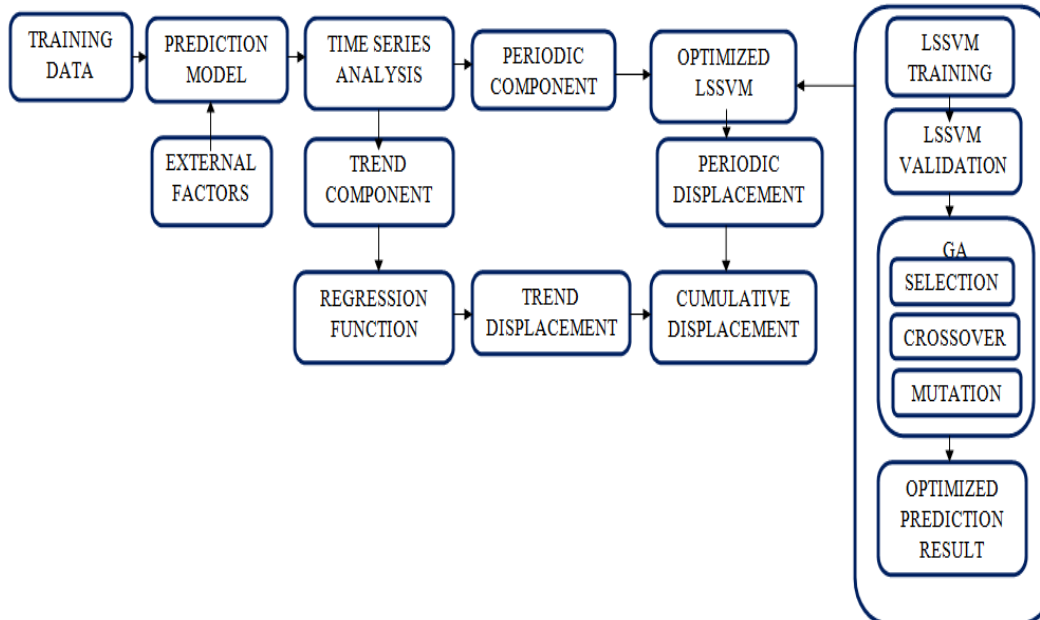 TRAINING
DATA
PREDICTION
MODEL
TIME SERIES
ANALYSIS
PERIODIC
COMPONENT
OPTIMIZED
LSSVM
LSSVM
TRAINING
EXTERNAL
FACTORS
TREND
COMPONENT
PERIODIC
DISPLACEMENT
LSSVM
VALIDATION
REGRESSION
FUNCTION
TREND
DISPLACEMENT
CUMULATIVE
DISPLACEMENT
GA
SELECTION
CROSSOVER
MUTATION
OPTIMIZED
PREDICTION
RESULT